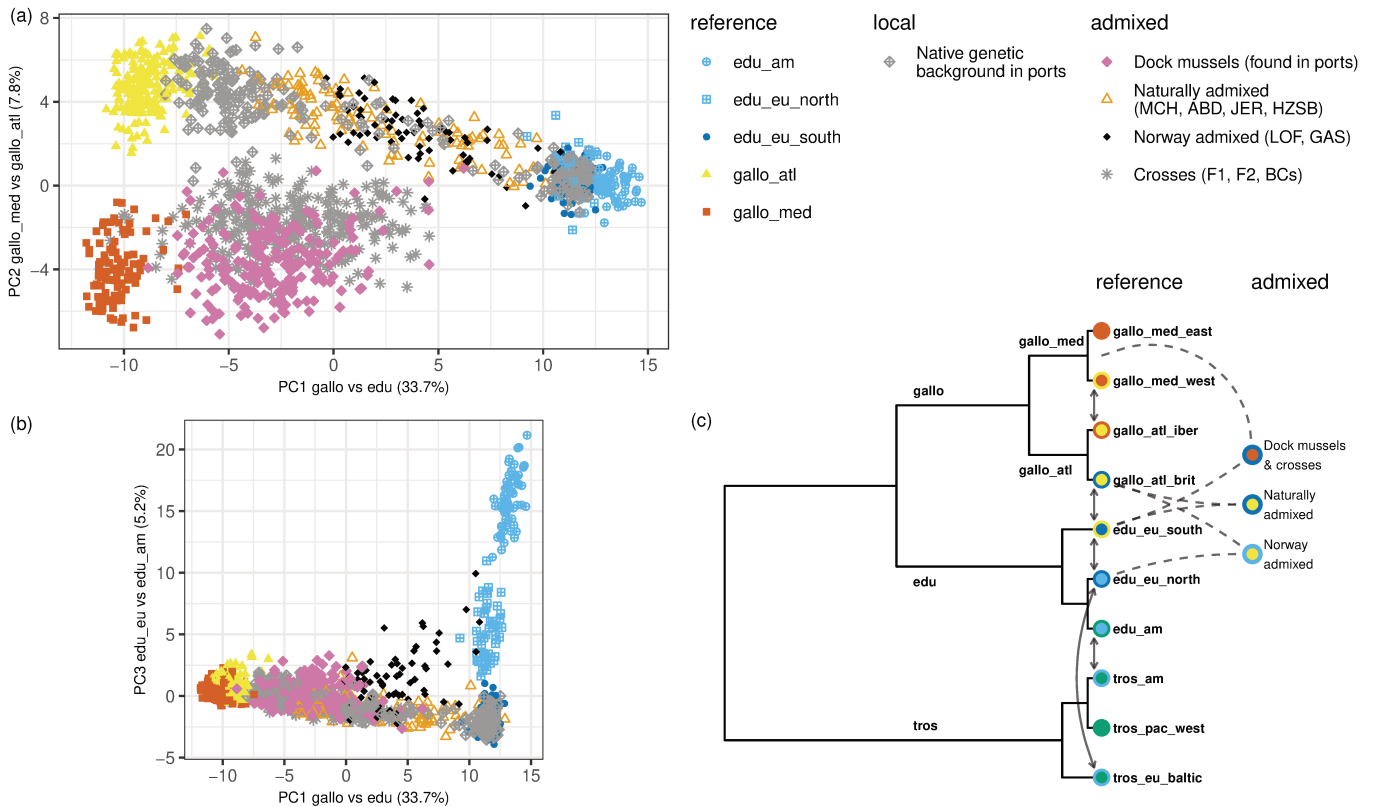 (a)
8
4
0
−4
PC2 gallo_med vs gallo_atl (7.8%)
−10
−5
0
5
10
15
PC1 gallo vs edu (33.7%)
reference
edu_am
edu_eu_north
edu_eu_south
gallo_atl
gallo_med
local
Native genetic
background in ports
admixed
Dock mussels (found in ports)
Naturally admixed
(MCH, ABD, JER, HZSB)
Norway admixed (LOF, GAS)
Crosses (F1, F2, BCs)
(b)
20
15
10
5
0
−5
PC3 edu_eu vs edu_am (5.2%)
−10
−5
0
5
10
15
PC1 gallo vs edu (33.7%)
(c)
reference
admixed
gallo_med
gallo_med_east
gallo_med_west
gallo
gallo_atl_iber
gallo_atl
gallo_atl_brit
edu_eu_south
edu_eu_north
edu
edu_am
tros_am
tros
tros_pac_west
tros_eu_baltic
Dock mussels
& crosses
Naturally
admixed
Norway
admixed